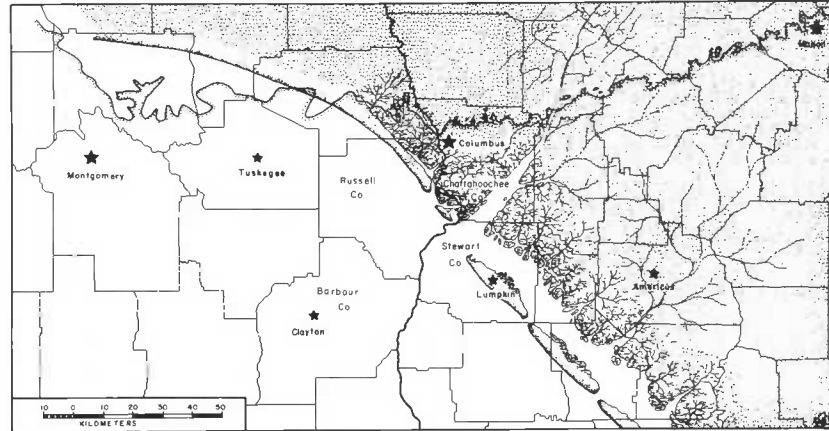 Macon
Columbus
Montgomery
Tuskegee
Russell
Co
Chattahoochee
Co
Stewart
Co
Lumpkin
Americus
Barbour
Co
Clayton
10 0 10 20 30 40 50
KILOMETERS